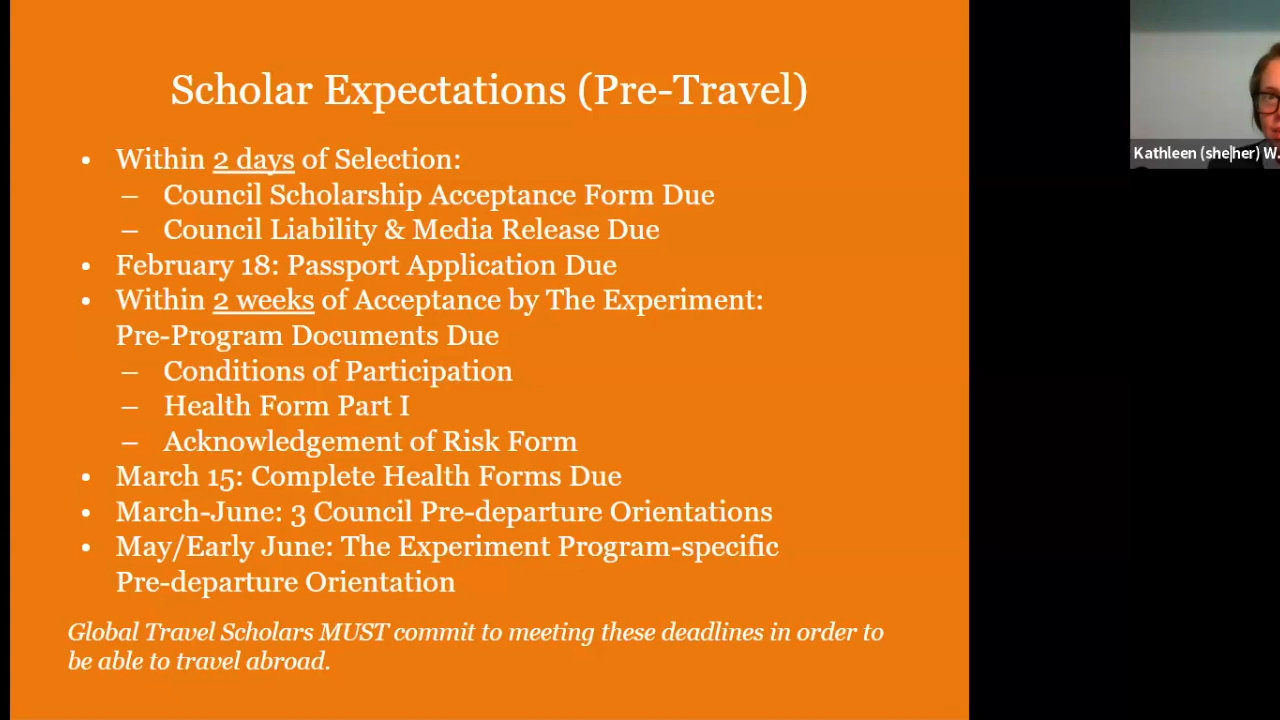 Scholar Expectations (Pre-Travel)
• Within 2 days of Selection:
– Council Scholarship Acceptance Form Due
– Council Liability & Media Release Due
• February 18: Passport Application Due
• Within 2 weeks of Acceptance by The Experiment:
Pre-Program Documents Due
– Conditions of Participation
– Health Form Part I
– Acknowledgement of Risk Form
• March 15: Complete Health Forms Due
• March-June: 3 Council Pre-departure Orientations
• May/Early June: The Experiment Program-specific
Pre-departure Orientation
Global Travel Scholars MUST commit to meeting these deadlines in order to
be able to travel abroad.
Kathleen (she|her) W.